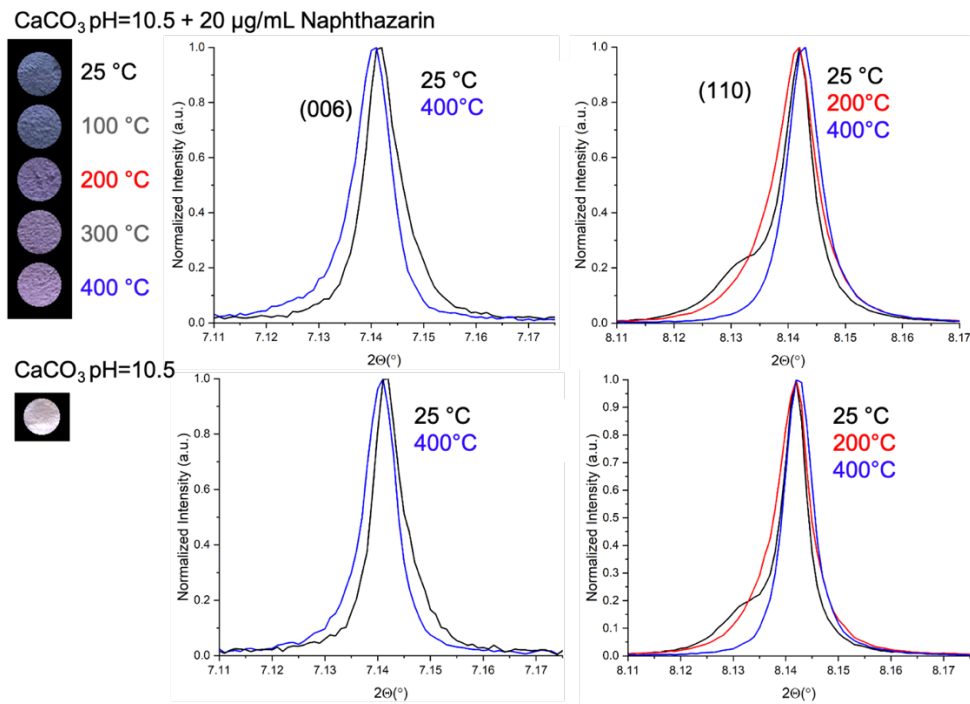 CaCO₃ pH=10.5 + 20 µg/mL Naphthazarin
25 °C
100 °C
200 °C
300 °C
400 °C
Normalized Intensity (a.u.)
1.0
0.8
0.6
0.4
0.2
0.0
(006)
25 °C
400°C
7.11 7.12 7.13 7.14 7.15 7.16 7.17
2Θ(°)
Normalized Intensity (a.u.)
1.0
0.8
0.6
0.4
0.2
0.0
(110)
25 °C
200°C
400°C
8.11 8.12 8.13 8.14 8.15 8.16 8.17
2Θ(°)
CaCO₃ pH=10.5
Normalized Intensity (a.u.)
1.0
0.8
0.6
0.4
0.2
0.0
25 °C
400°C
7.11 7.12 7.13 7.14 7.15 7.16 7.17
2Θ(°)
Normalized Intensity (a.u.)
1.0
0.9
0.8
0.7
0.6
0.5
0.4
0.3
0.2
0.1
0.0
25 °C
200°C
400°C
8.11 8.12 8.13 8.14 8.15 8.16 8.17
2Θ(°)